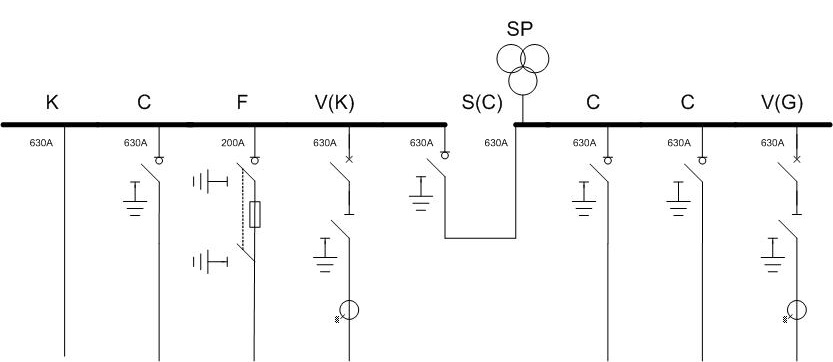 SP
K C F V(K) S(C) C C V(G)
630A 630A 200A 630A 630A 630A 630A 630A 630A